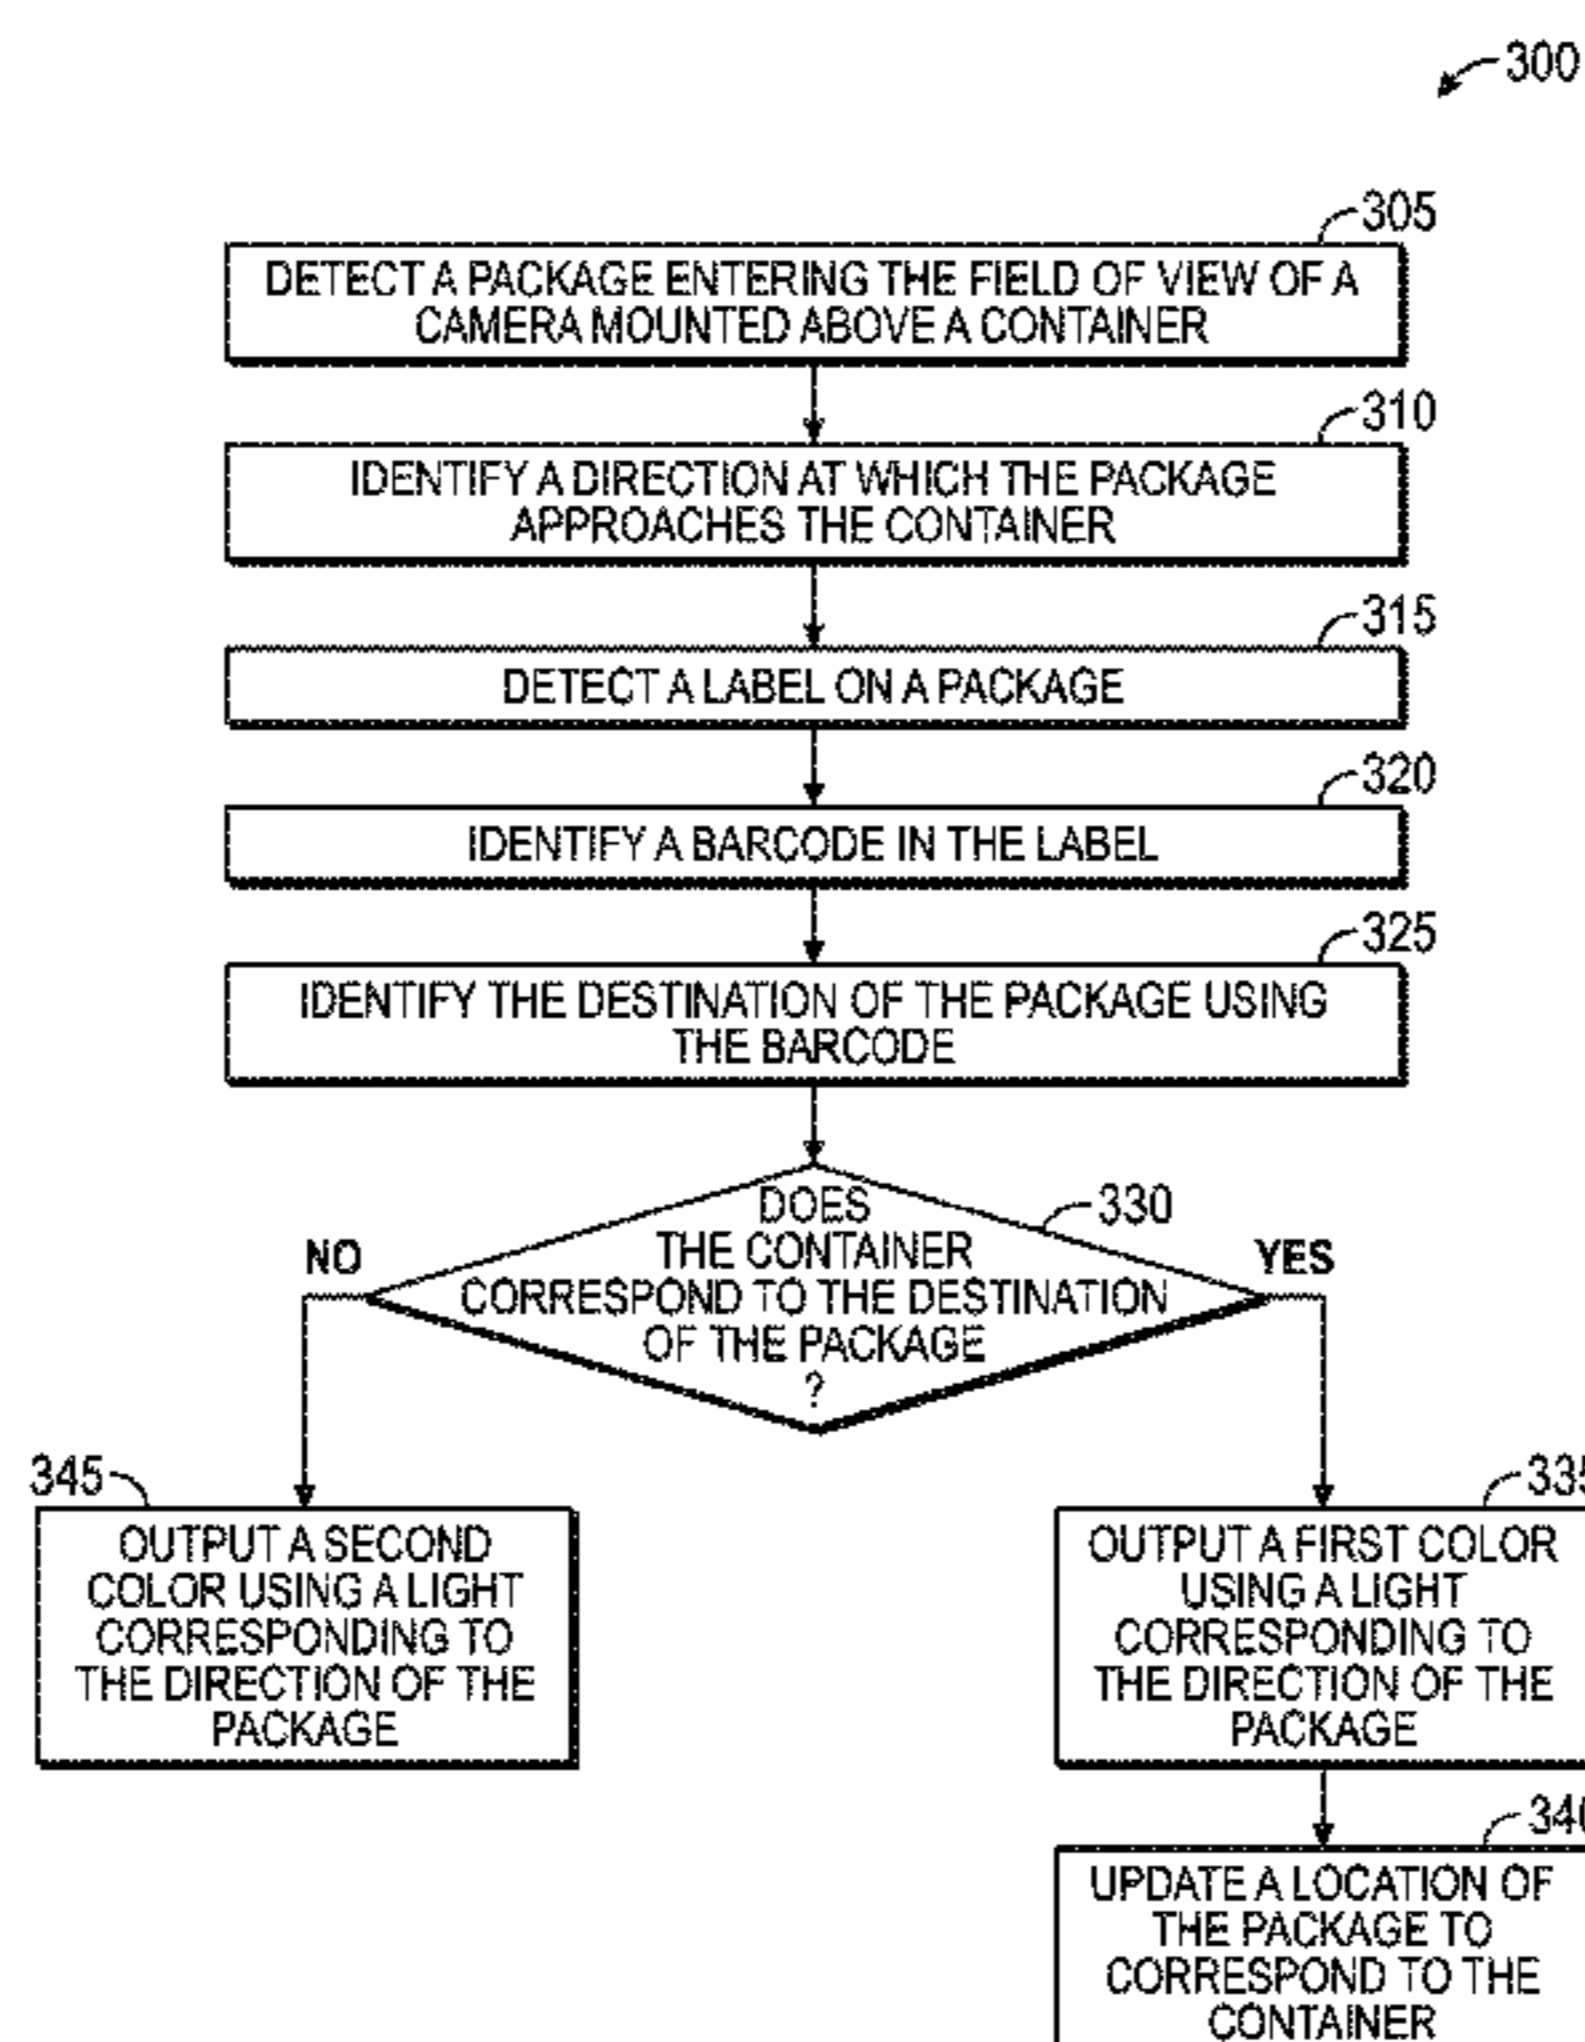 300
305
DETECT A PACKAGE ENTERING THE FIELD OF VIEW OF A
CAMERA MOUNTED ABOVE A CONTAINER
310
IDENTIFY A DIRECTION AT WHICH THE PACKAGE
APPROACHES THE CONTAINER
315
DETECT A LABEL ON A PACKAGE
320
IDENTIFY A BARCODE IN THE LABEL
325
IDENTIFY THE DESTINATION OF THE PACKAGE USING
THE BARCODE
330
DOES
THE CONTAINER
CORRESPOND TO THE DESTINATION
OF THE PACKAGE
?
NO
YES
345
OUTPUT A SECOND
COLOR USING A LIGHT
CORRESPONDING TO
THE DIRECTION OF THE
PACKAGE
335
OUTPUT A FIRST COLOR
USING A LIGHT
CORRESPONDING TO
THE DIRECTION OF THE
PACKAGE
340
UPDATE A LOCATION OF
THE PACKAGE TO
CORRESPOND TO THE
CONTAINER